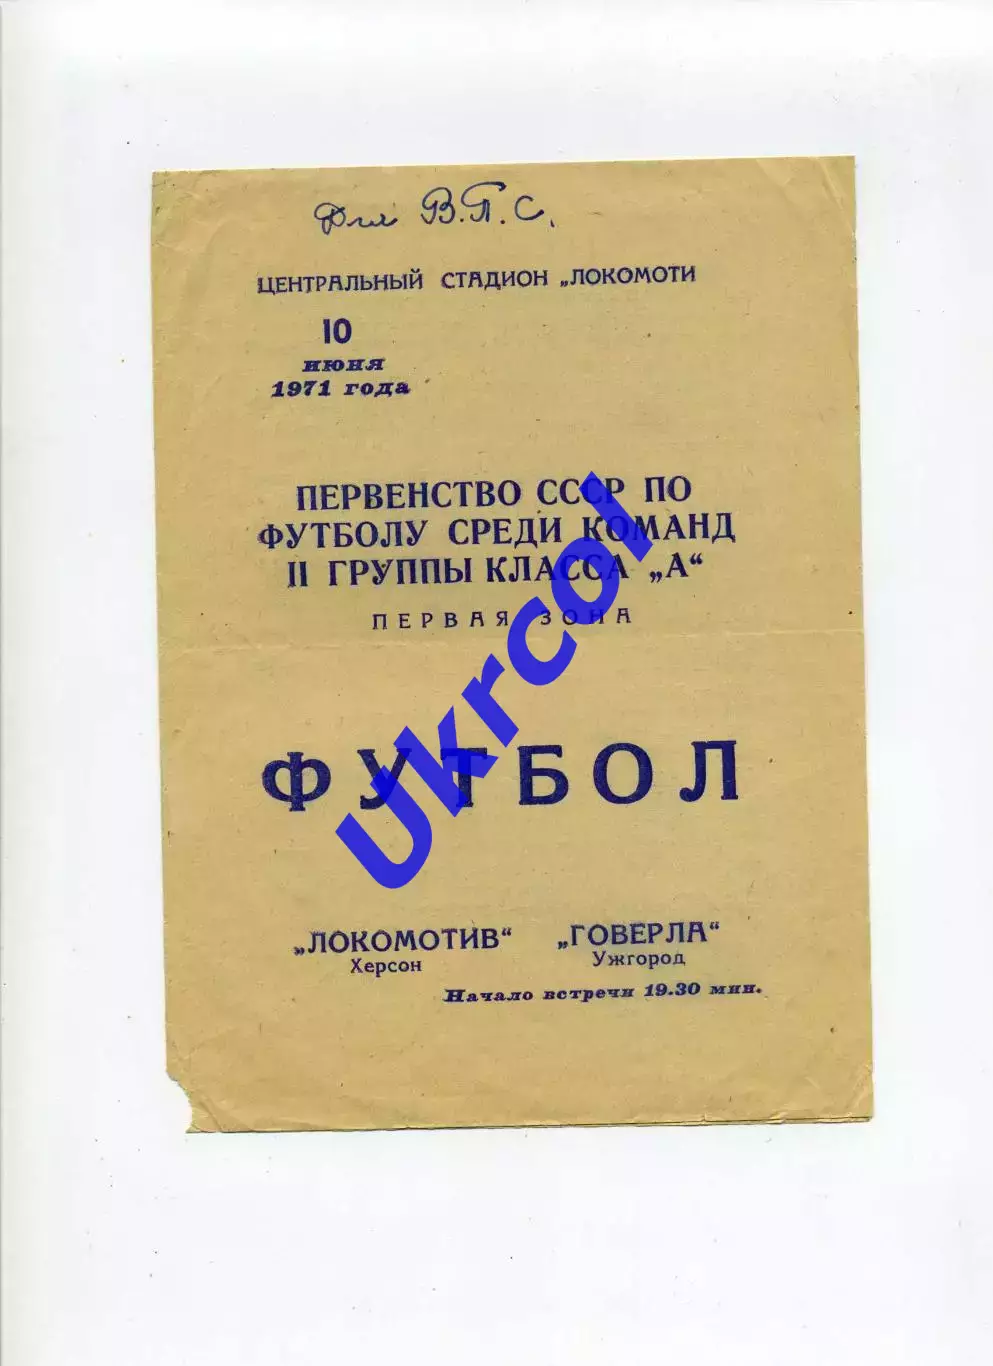 Для В.П.С.
ЦЕНТРАЛЬНЫЙ СТАДИОН „ЛОКОМОТИ
10
июня
1971 года
ПЕРВЕНСТВО СССР ПО
ФУТБОЛУ СРЕДИ КОМАНД
II ГРУППЫ КЛАССА „А“
ПЕРВАЯ ЗОНА
ФУТБОЛ
„ЛОКОМОТИВ“ „ГОВЕРЛА“
Херсон Ужгород
Начало встречи 19.30 мин.
Ukrcol